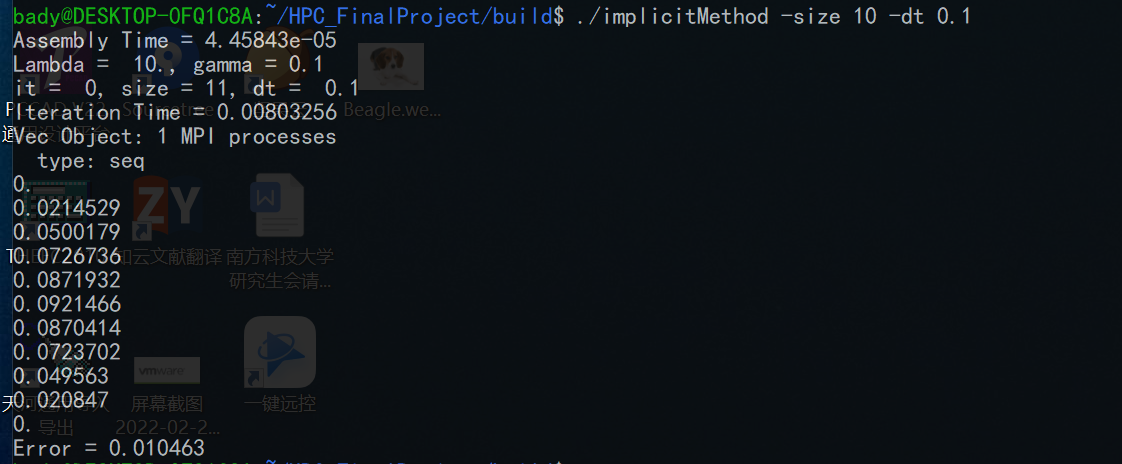 bady@DESKTOP-OFQ1C8A:~/HPC_FinalProject/build$ ./implicitMethod -size 10 -dt 0.1
Assembly Time = 4.45843e-05
Lambda =  10., gamma = 0.1
it =  0, size = 11, dt =  0.1
Beagle.we...
Iteration Time = 0.00803256
Vec Object: 1 MPI processes
  type: seq
0.
0.0214529
0.0500179
0.0726736
知云文献翻译
南方科技大学
研究生会请...
0.0871932
0.0921466
0.0870414
0.0723702
vmware
0.049563
0.020847
屏幕截图
2022-02-2...
一键远控
导出
0.
Error = 0.010463